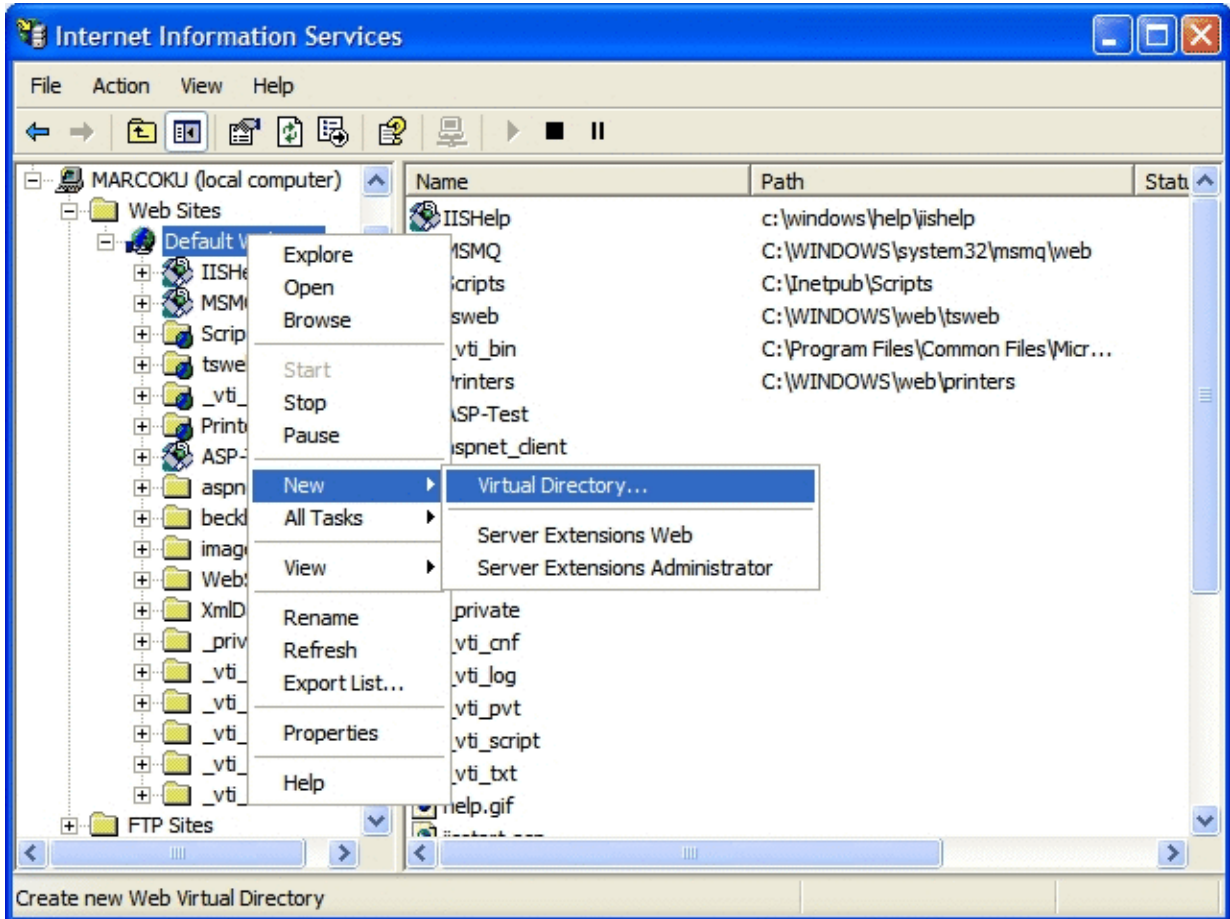 Internet Information Services
File Action View Help
MARCOKU (local computer)
Web Sites
Default
IISHe
MSM
Scrip
tswe
_vti_
Print
ASP-
aspn
beck
imag
Web
XmlD
_priv
_vti_
_vti_
_vti_
_vti_
_vti_
FTP Sites
Explore
Open
Browse
Start
Stop
Pause
New
All Tasks
View
Rename
Refresh
Export List...
Properties
Help
Virtual Directory...
Server Extensions Web
Server Extensions Administrator
Name Path Statu
IISHelp c:\windows\help\iishelp
MSMQ C:\WINDOWS\system32\msmq\web
Scripts C:\Inetpub\Scripts
tsweb C:\WINDOWS\web\tsweb
_vti_bin C:\Program Files\Common Files\Micr...
Printers C:\WINDOWS\web\printers
ASP-Test
aspnet_client
_private
_vti_cnf
_vti_log
_vti_pvt
_vti_script
_vti_txt
help.gif
Create new Web Virtual Directory